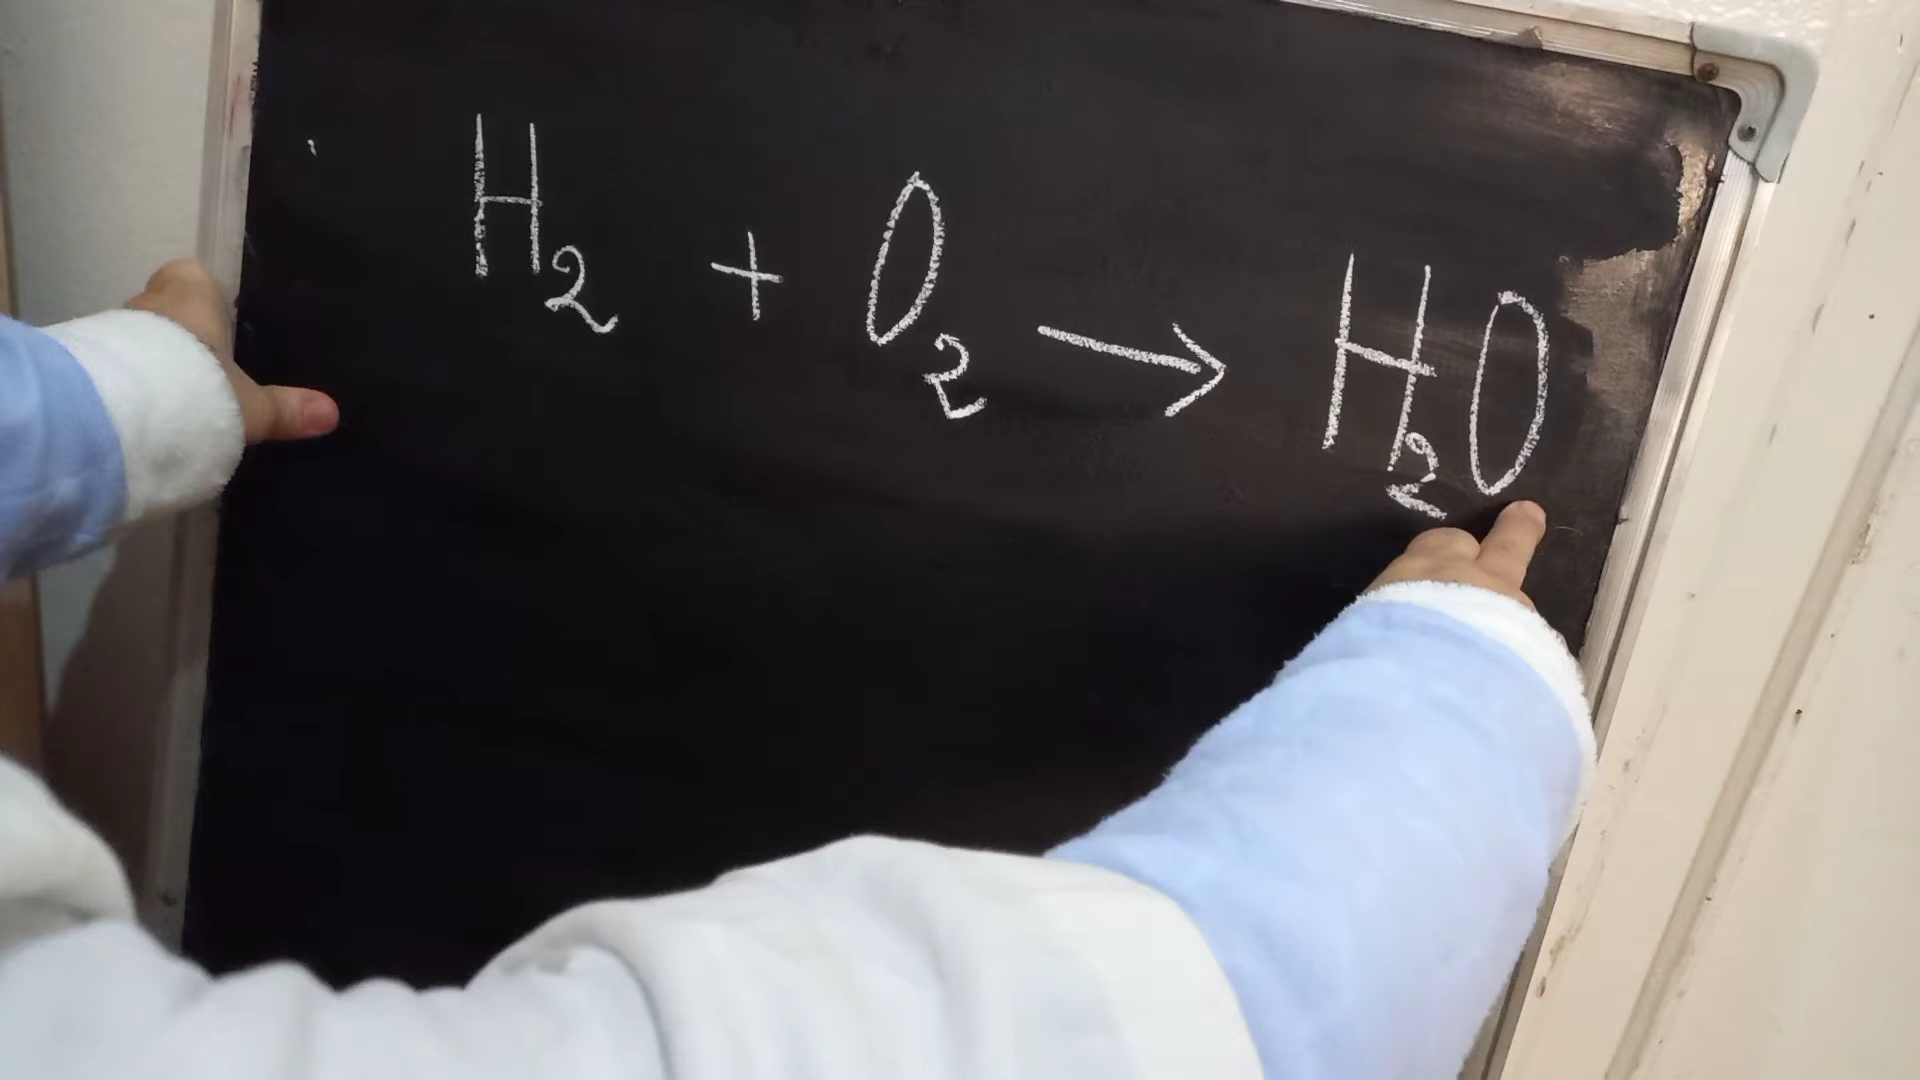 H₂ + O₂ → H₂O